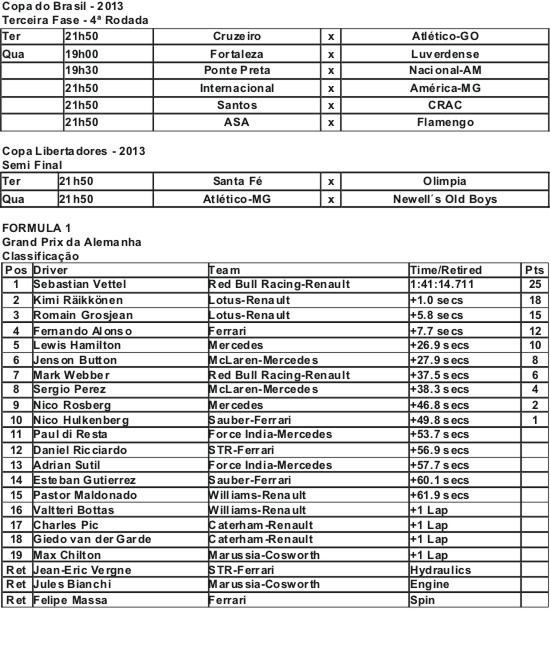 Copa do Brasil - 2013
Terceira Fase - 4ª Rodada
Ter 21h50 Cruzeiro x Atlético-GO
Qua 19h00 Fortaleza x Luverdense
19h30 Ponte Preta x Nacional-AM
21h50 Internacional x América-MG
21h50 Santos x CRAC
21h50 ASA x Flamengo
Copa Libertadores - 2013
Semi Final
Ter 21h50 Santa Fé x Olimpia
Qua 21h50 Atlético-MG x Newell´s Old Boys
FORMULA 1
Grand Prix da Alemanha
Classificação
Pos Driver Team Time/Retired Pts
1 Sebastian Vettel Red Bull Racing-Renault 1:41:14.711 25
2 Kimi Räikkönen Lotus-Renault +1.0 secs 18
3 Romain Grosjean Lotus-Renault +5.8 secs 15
4 Fernando Alonso Ferrari +7.7 secs 12
5 Lewis Hamilton Mercedes +26.9 secs 10
6 Jenson Button McLaren-Mercedes +27.9 secs 8
7 Mark Webber Red Bull Racing-Renault +37.5 secs 6
8 Sergio Perez McLaren-Mercedes +38.3 secs 4
9 Nico Rosberg Mercedes +46.8 secs 2
10 Nico Hulkenberg Sauber-Ferrari +49.8 secs 1
11 Paul di Resta Force India-Mercedes +53.7 secs
12 Daniel Ricciardo STR-Ferrari +56.9 secs
13 Adrian Sutil Force India-Mercedes +57.7 secs
14 Esteban Gutierrez Sauber-Ferrari +60.1 secs
15 Pastor Maldonado Williams-Renault +61.9 secs
16 Valtteri Bottas Williams-Renault +1 Lap
17 Charles Pic Caterham-Renault +1 Lap
18 Giedo van der Garde Caterham-Renault +1 Lap
19 Max Chilton Marussia-Cosworth +1 Lap
Ret Jean-Eric Vergne STR-Ferrari Hydraulics
Ret Jules Bianchi Marussia-Cosworth Engine
Ret Felipe Massa Ferrari Spin